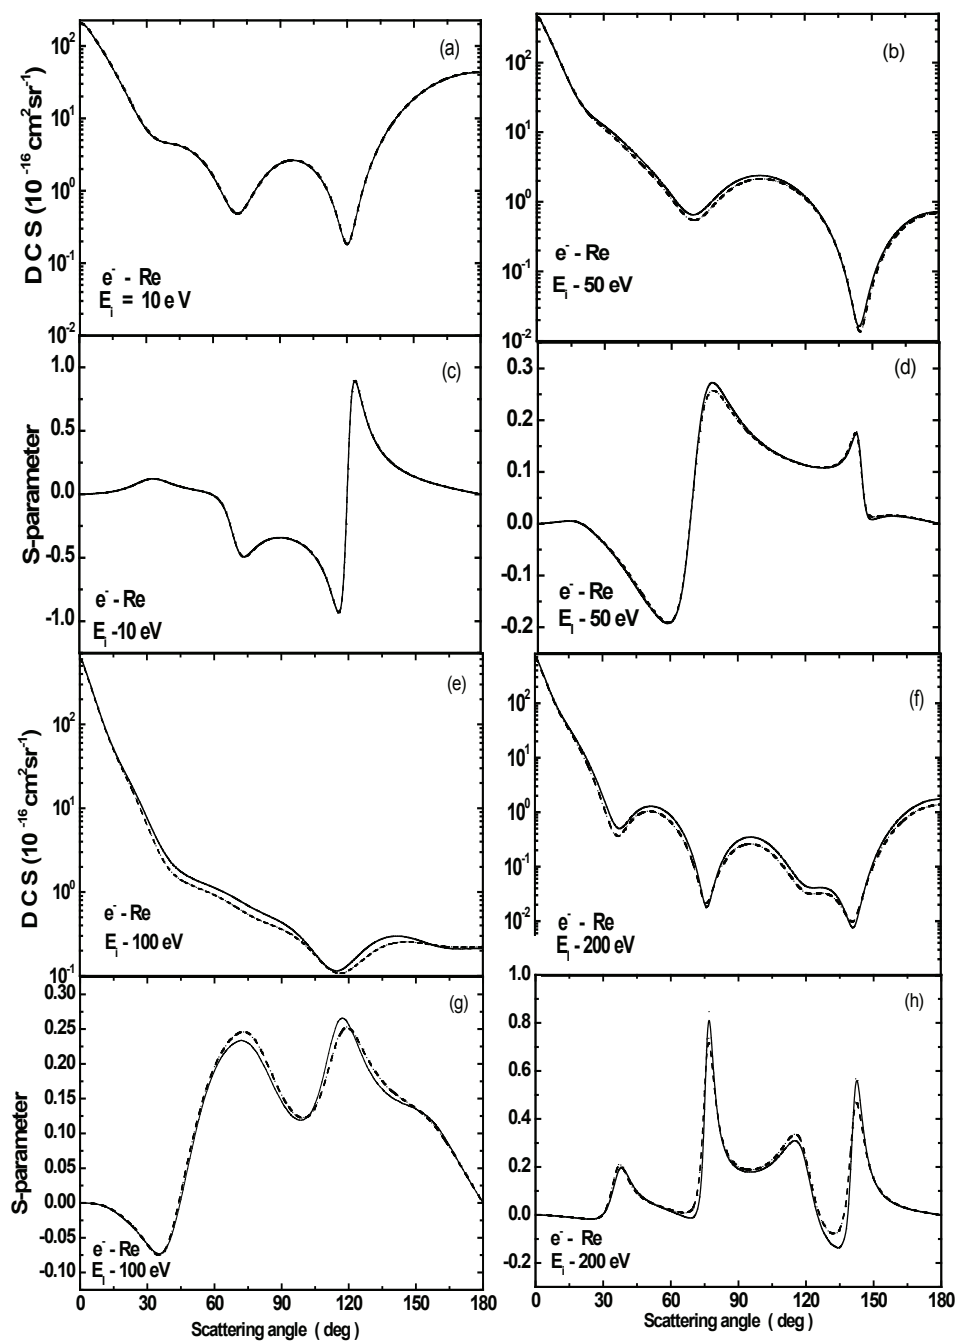 (a)
10²
10¹
10⁰
10⁻¹
10⁻²
DCS (10⁻¹⁶cm²sr⁻¹)
e⁻ - Re
Eᵢ = 10 eV
(b)
10²
10¹
10⁰
10⁻¹
10⁻²
e⁻ - Re
Eᵢ - 50 eV
(c)
1.0
0.5
0.0
-0.5
-1.0
S-parameter
e⁻ - Re
Eᵢ - 10 eV
(d)
0.3
0.2
0.1
0.0
-0.1
-0.2
e⁻ - Re
Eᵢ - 50 eV
(e)
10²
10¹
10⁰
10⁻¹
DCS (10⁻¹⁶cm²sr⁻¹)
e⁻ - Re
Eᵢ - 100 eV
(f)
10²
10¹
10⁰
10⁻¹
10⁻²
e⁻ - Re
Eᵢ - 200 eV
(g)
0.30
0.25
0.20
0.15
0.10
0.05
0.00
-0.05
-0.10
S-parameter
e⁻ - Re
Eᵢ - 100 eV
0 30 60 90 120 150 180
Scattering angle ( deg )
(h)
1.0
0.8
0.6
0.4
0.2
0.0
-0.2
e⁻ - Re
Eᵢ - 200 eV
0 30 60 90 120 150 180
Scattering angle ( deg )